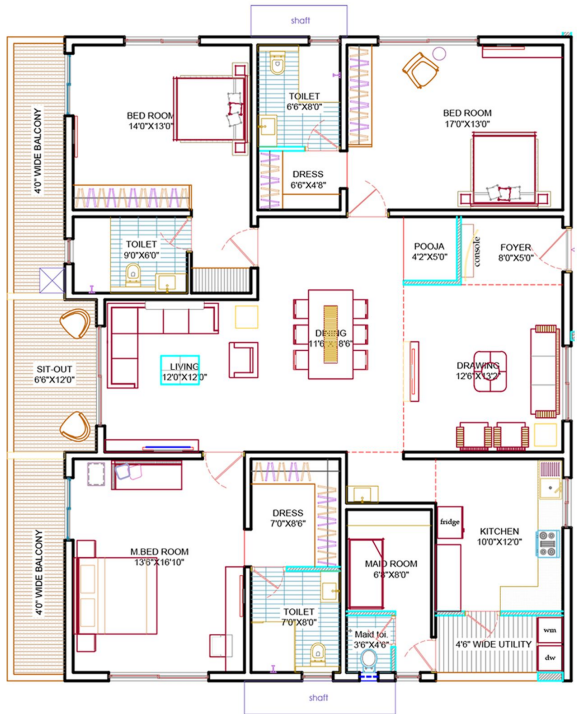 shaft
4'0" WIDE BALCONY
BED ROOM
14'0"X13'0"
TOILET
6'6"X8'0"
BED ROOM
17'0"X13'0"
DRESS
6'6"X4'8"
TOILET
9'0"X6'0"
POOJA
4'2"X5'0"
console
FOYER
8'0"X5'0"
SIT-OUT
6'6"X12'0"
LIVING
12'0"X12'0"
DINING
11'6"X18'6"
DRAWING
12'6"X13'2"
4'0" WIDE BALCONY
M.BED ROOM
13'6"X16'10"
DRESS
7'0"X8'6"
TOILET
7'0"X8'0"
MAID ROOM
6'8"X8'0"
Maid toi.
3'6"X4'6"
fridge
KITCHEN
10'0"X12'0"
4'6" WIDE UTILITY
wm
dw
shaft